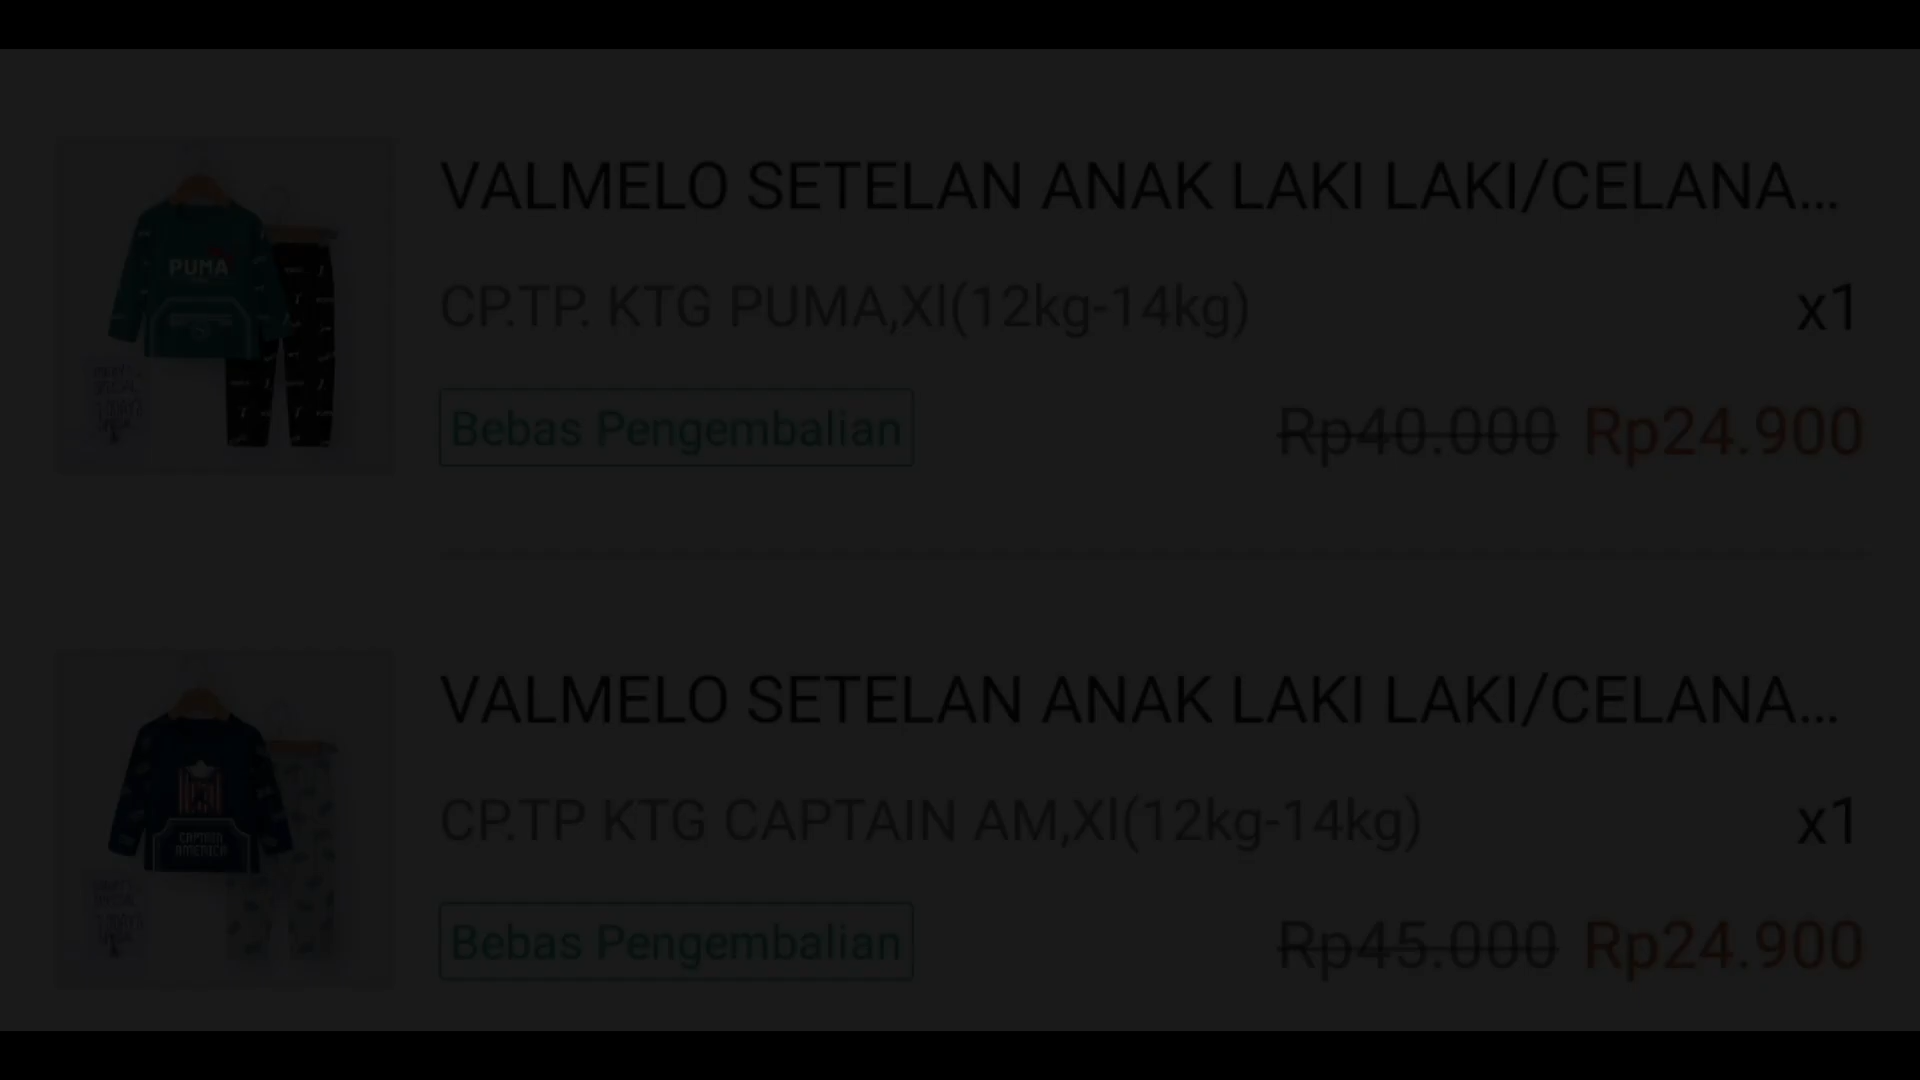 VALMELO SETELAN ANAK LAKI LAKI/CELANA...
PUMA
CP.TP. KTG PUMA,Xl(12kg-14kg)
x1
Bebas Pengembalian
Rp40.000 Rp24.900
VALMELO SETELAN ANAK LAKI LAKI/CELANA...
CP.TP KTG CAPTAIN AM,Xl(12kg-14kg)
x1
AMERICA
Bebas Pengembalian
Rp45.000 Rp24.900